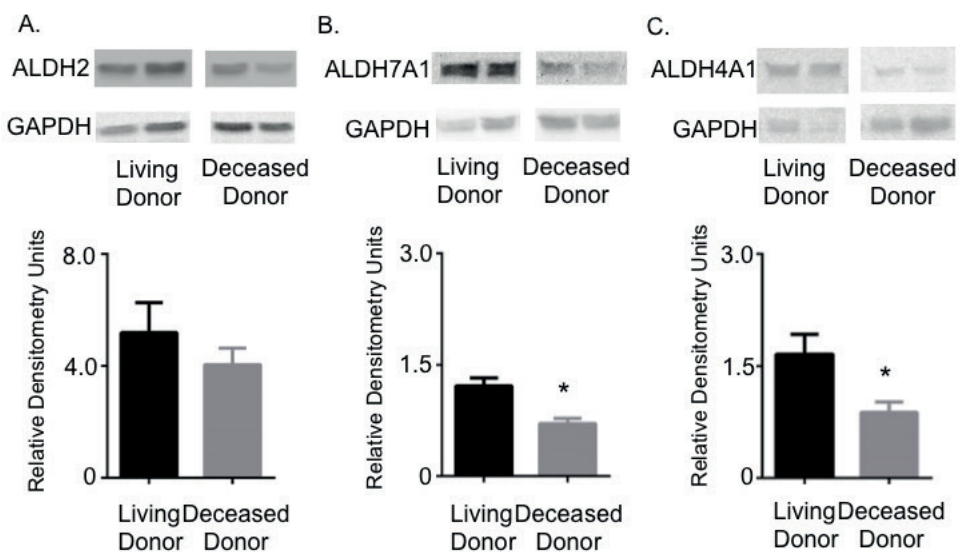 A.
ALDH2
GAPDH
Living Deceased
Donor Donor
Relative Densitometry Units
8.0
4.0
0
Living Deceased
Donor Donor
B.
ALDH7A1
GAPDH
Living Deceased
Donor Donor
Relative Densitometry Units
3.0
1.5
*
0
Living Deceased
Donor Donor
C.
ALDH4A1
GAPDH
Living Deceased
Donor Donor
Relative Densitometry Units
3.0
1.5
*
0
Living Deceased
Donor Donor